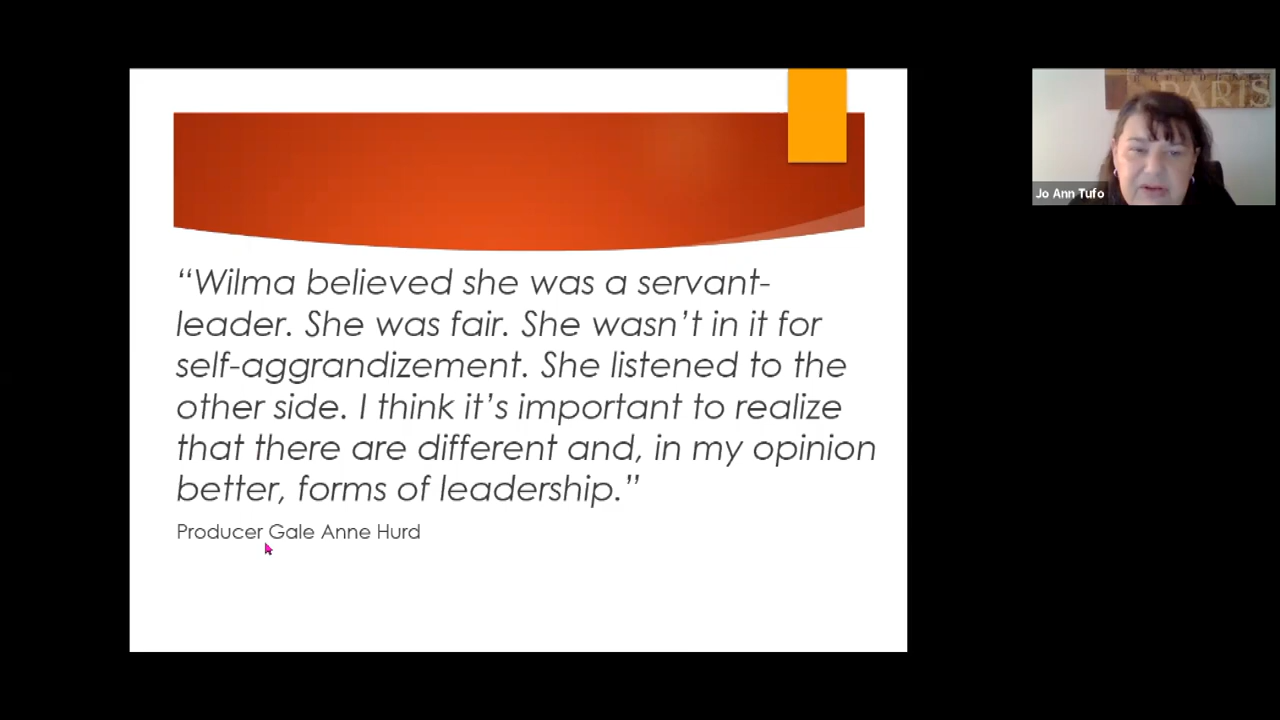 “Wilma believed she was a servant-
leader. She was fair. She wasn’t in it for
self-aggrandizement. She listened to the
other side. I think it’s important to realize
that there are different and, in my opinion
better, forms of leadership.”
Producer Gale Anne Hurd
PARIS
Jo Ann Tufo